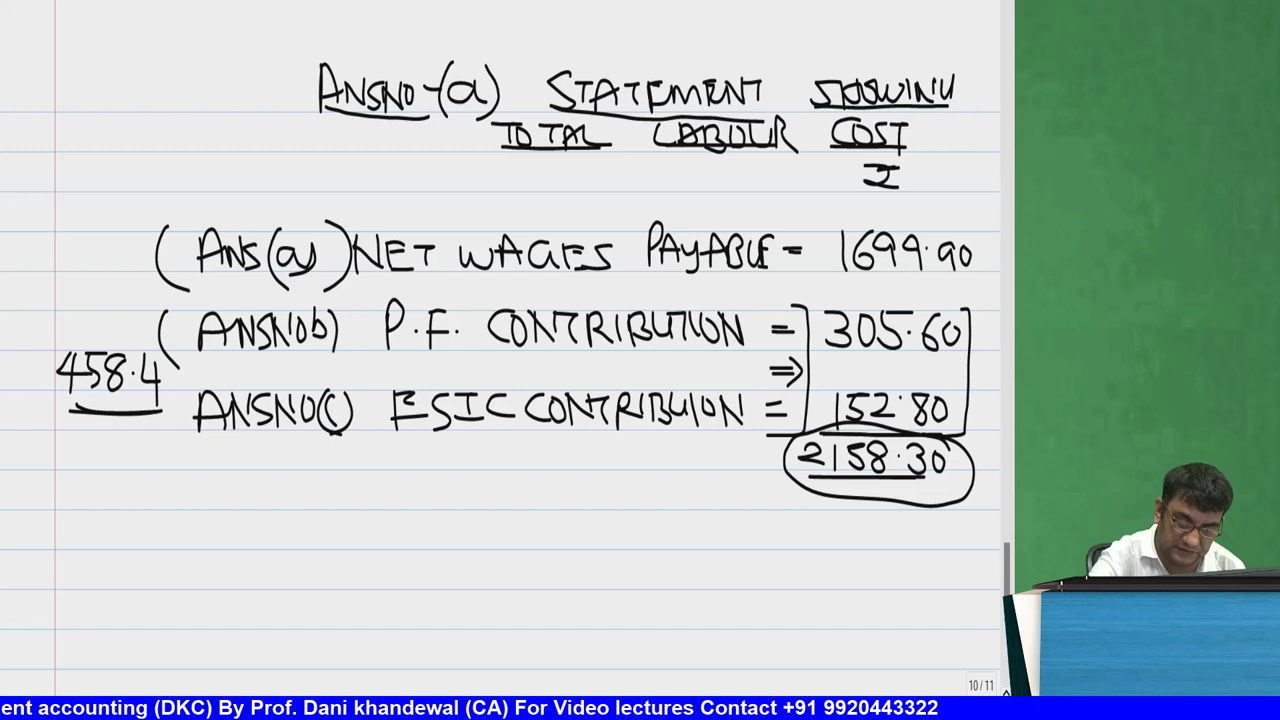 ANSNO-(a) STATEMENT SHOWING
TOTAL LABOUR COST
₹
(ANS(a)) NET WAGES PAYABLE = 1699.90
(ANSNOb) P.F. CONTRIBUTION = 305.60
458.4 ⇒
ANSNO(c) ESIC CONTRIBUION = 152.80
2158.30
10/11
ent accounting (DKC) By Prof. Dani khandewal (CA) For Video lectures Contact +91 9920443322